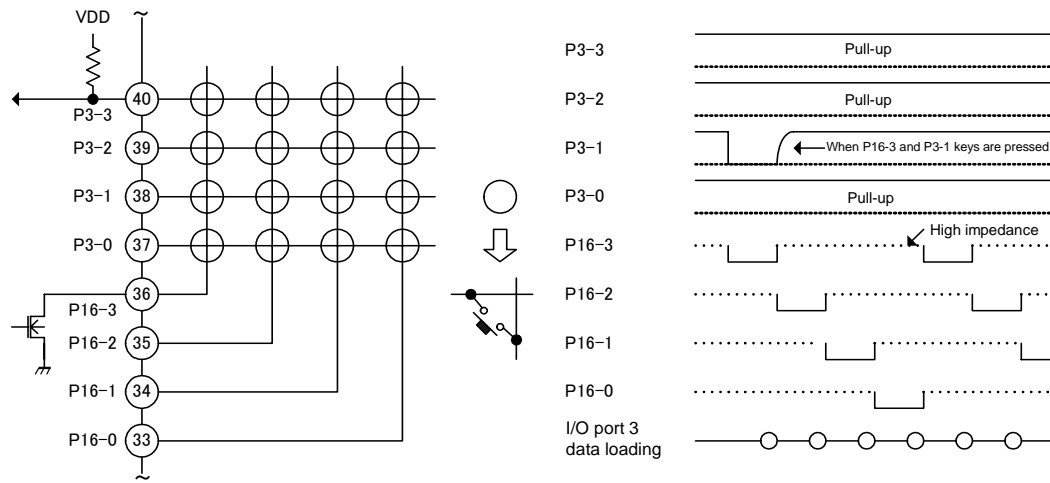 VDD
40
P3-3
P3-2
39
P3-1
38
P3-0
37
36
P16-3
P16-2
35
P16-1
34
P16-0
33
P3-3
Pull-up
P3-2
Pull-up
P3-1
When P16-3 and P3-1 keys are pressed
P3-0
Pull-up
P16-3
High impedance
P16-2
P16-1
P16-0
I/O port 3
data loading